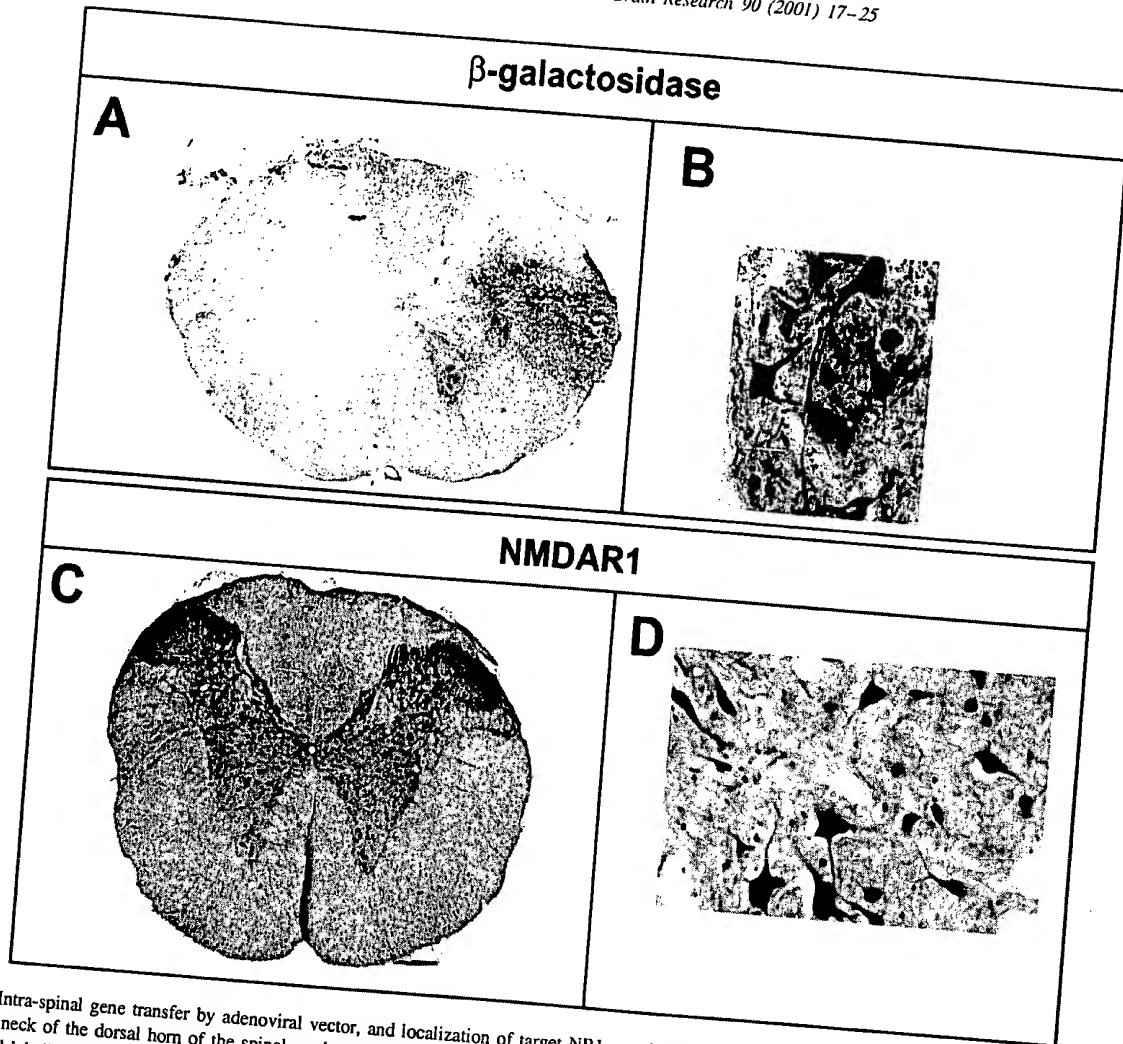 Brain Research 90 (2001) 17–25
β-galactosidase
A
B
NMDAR1
C
D
Intra-spinal gene transfer by adenoviral vector, and localization of target NR1
neck of the dorsal horn of the spinal